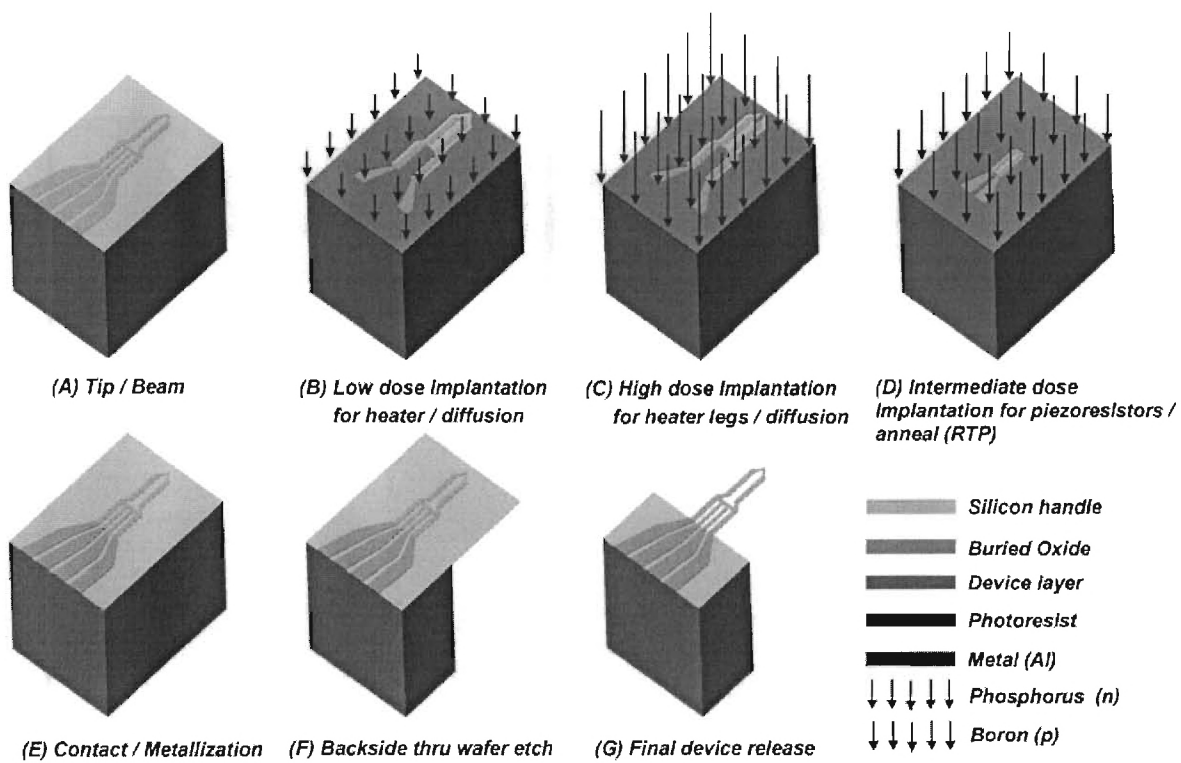 (A) Tip / Beam
(B) Low dose Implantation
for heater / diffusion
(C) High dose Implantation
for heater legs / diffusion
(D) Intermediate dose
Implantation for piezoresistors /
anneal (RTP)
(E) Contact / Metallization
(F) Backside thru wafer etch
(G) Final device release
Silicon handle
Buried Oxide
Device layer
Photoresist
Metal (Al)
Phosphorus (n)
Boron (p)